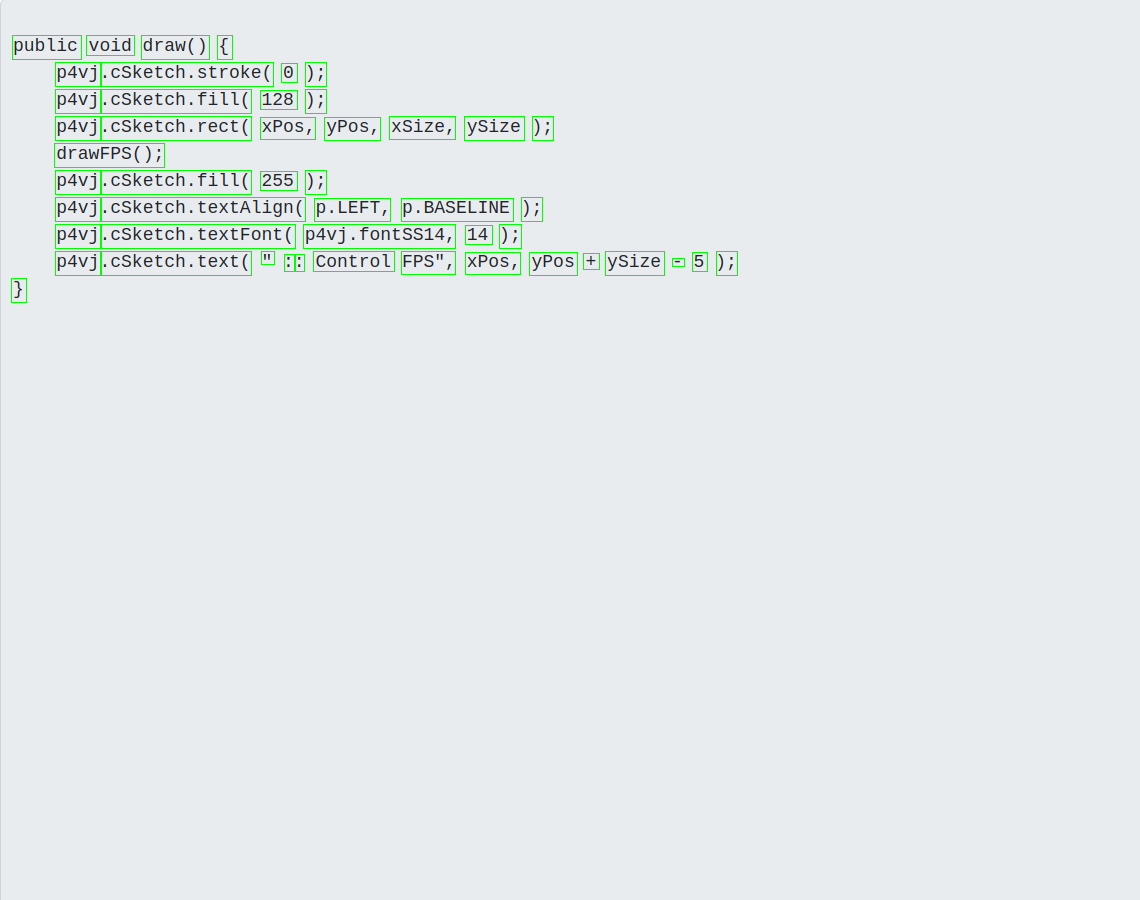 public void draw() {
    p4vj.cSketch.stroke( 0 );
    p4vj.cSketch.fill( 128 );
    p4vj.cSketch.rect( xPos, yPos, xSize, ySize );
    drawFPS();
    p4vj.cSketch.fill( 255 );
    p4vj.cSketch.textAlign( p.LEFT, p.BASELINE );
    p4vj.cSketch.textFont( p4vj.fontSS14, 14 );
    p4vj.cSketch.text( " :: Control FPS", xPos, yPos + ySize - 5 );
}